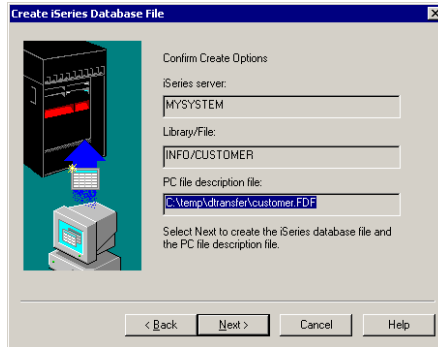 Create iSeries Database File
Confirm Create Options
iSeries server:
MYSYSTEM
Library/File:
INFO/CUSTOMER
PC file description file:
C:\temp\dtransfer\customer.FDF
Select Next to create the iSeries database file and
the PC file description file.
< Back Next > Cancel Help